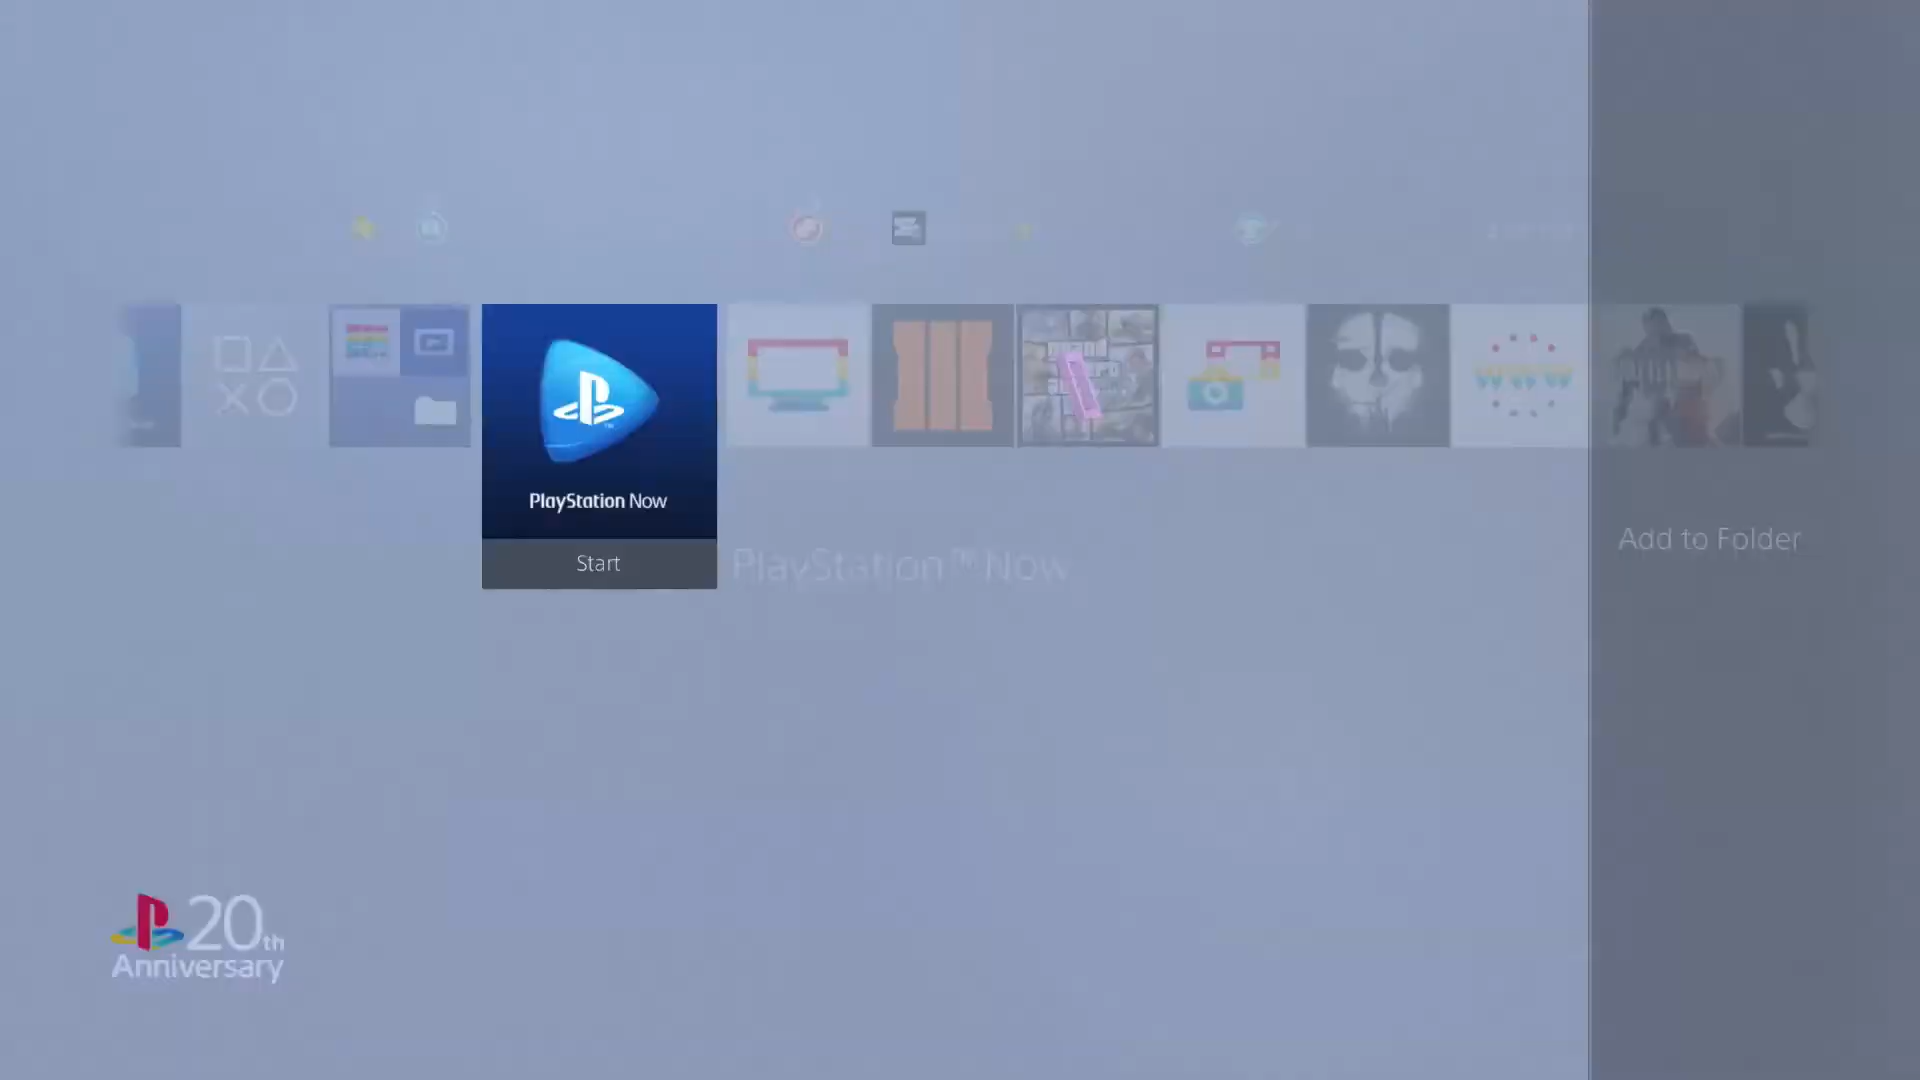 PlayStation Now
Start
PlayStation™ Now
Add to Folder
20th
Anniversary